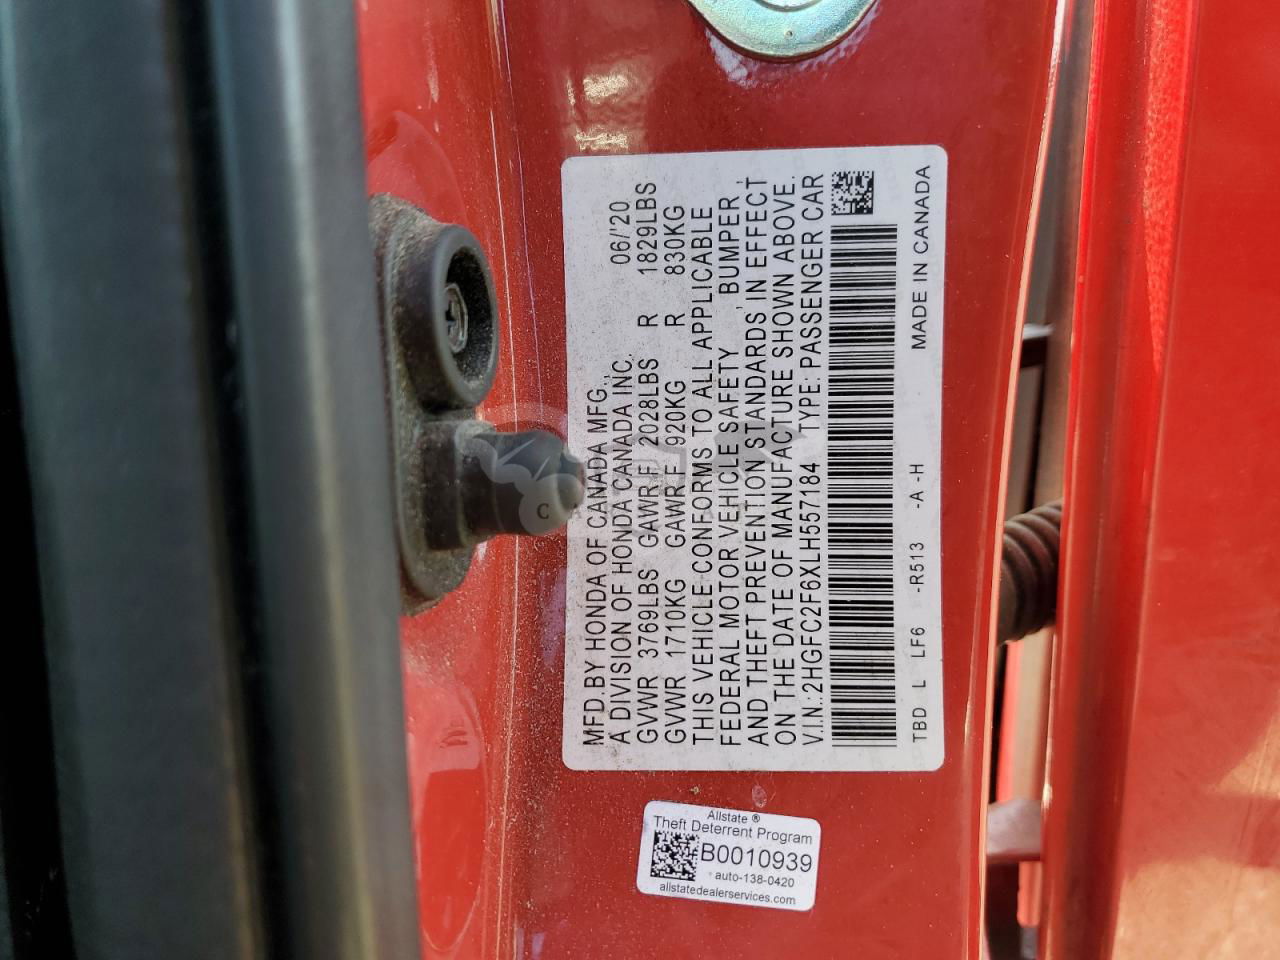 MFD.BY HONDA OF CANADA MFG., 06/'20
A DIVISION OF HONDA CANADA INC.
GVWR 3769LBS GAWR F 2028LBS R 1829LBS
GVWR 1710KG GAWR F 920KG R 830KG
THIS VEHICLE CONFORMS TO ALL APPLICABLE
FEDERAL MOTOR VEHICLE SAFETY , BUMPER,
AND THEFT PREVENTION STANDARDS IN EFFECT
ON THE DATE OF MANUFACTURE SHOWN ABOVE.
V.I.N.:2HGFC2F6XLH557184 TYPE: PASSENGER CAR
TBD L LF6 -R513 -A -H MADE IN CANADA
Allstate ®
Theft Deterrent Program
B0010939
auto-138-0420
allstatedealerservices.com